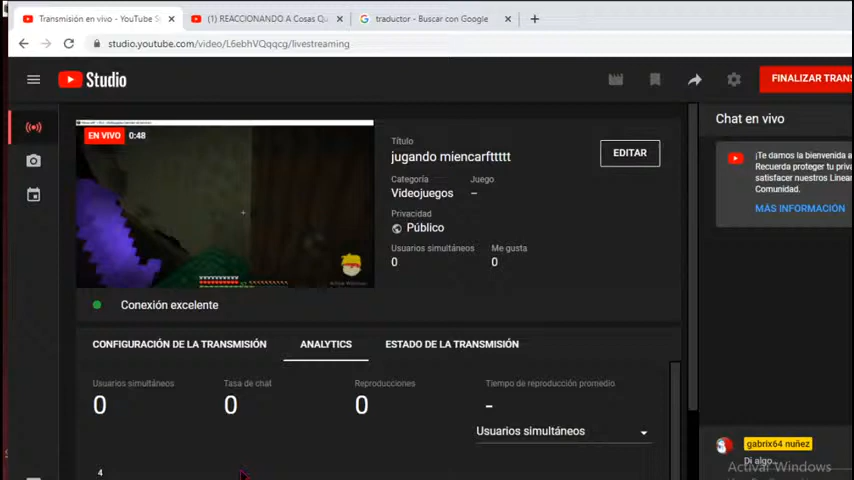 Transmisión en vivo - YouTube S
(1) REACCIONANDO A Cosas Qu
traductor - Buscar con Google
studio.youtube.com/video/L6ebhVQqqcg/livestreaming
Studio
FINALIZAR TRANS
EN VIVO 0:48
Título
jugando miencarfttttt
EDITAR
Categoría
Juego
Videojuegos
–
Privacidad
Público
Usuarios simultáneos
Me gusta
0
0
Conexión excelente
CONFIGURACIÓN DE LA TRANSMISIÓN
ANALYTICS
ESTADO DE LA TRANSMISIÓN
Usuarios simultáneos
Tasa de chat
Reproducciones
Tiempo de reproducción promedio
0
0
0
-
Usuarios simultáneos
4
Chat en vivo
¡Te damos la bienvenida a
Recuerda proteger tu priva
satisfacer nuestros Lineam
Comunidad.
MÁS INFORMACIÓN
gabrix64 nuñez
Di algo...
Activar Windows